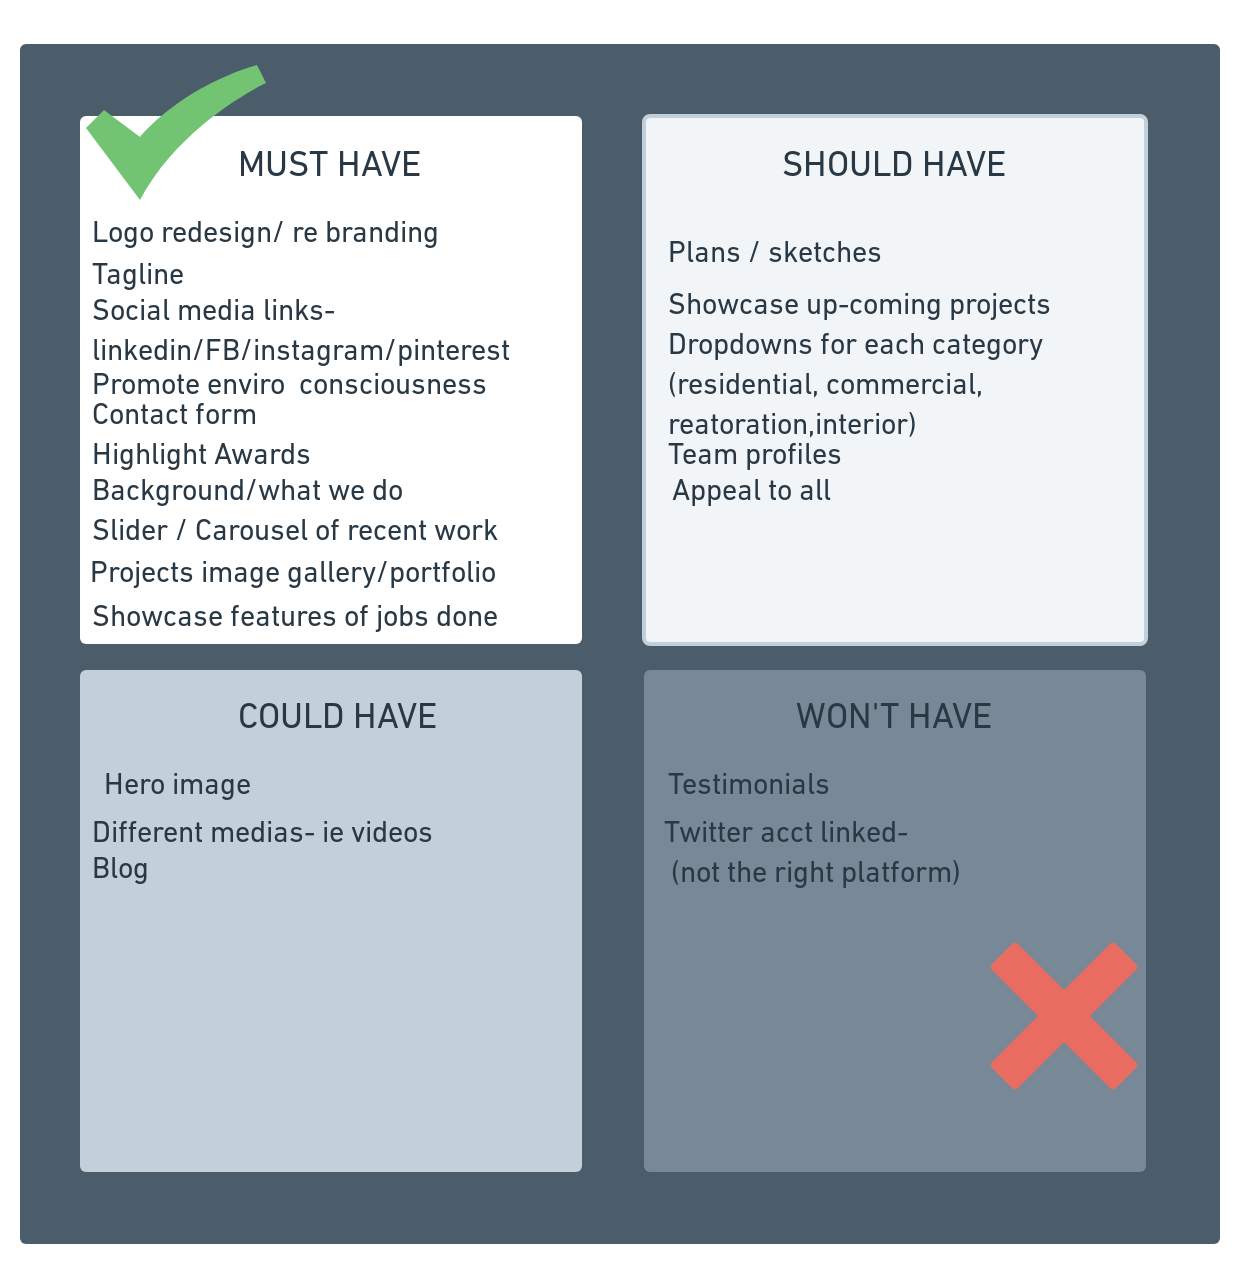 MUST HAVE
Logo redesign/ re branding
Tagline
Social media links-
linkedin/FB/instagram/pinterest
Promote enviro  consciousness
Contact form
Highlight Awards
Background/what we do
Slider / Carousel of recent work
Projects image gallery/portfolio
Showcase features of jobs done
SHOULD HAVE
Plans / sketches
Showcase up-coming projects
Dropdowns for each category
(residential, commercial,
reatoration,interior)
Team profiles
Appeal to all
COULD HAVE
Hero image
Different medias- ie videos
Blog
WON'T HAVE
Testimonials
Twitter acct linked-
(not the right platform)